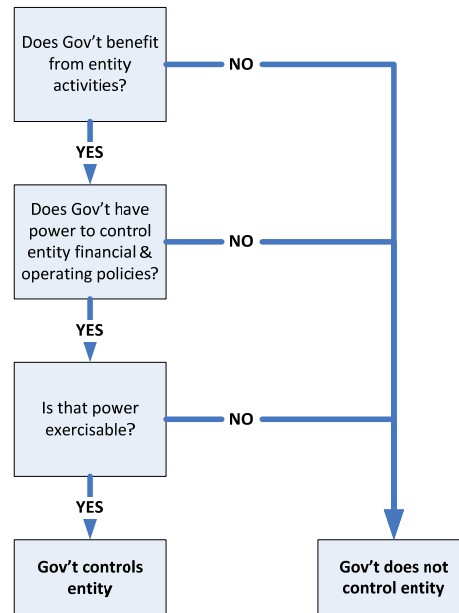 Does Gov't benefit
from entity
activities?
NO
YES
Does Gov't have
power to control
entity financial &
operating policies?
NO
YES
Is that power
exercisable?
NO
YES
Gov't controls
entity
Gov't does not
control entity